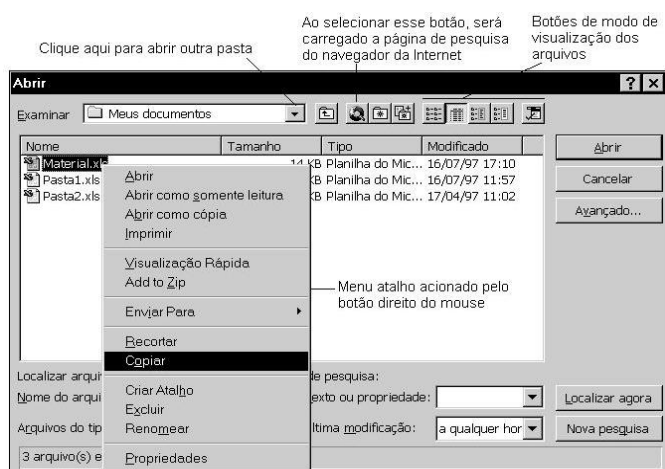 Clique aqui para abrir outra pasta
Ao selecionar esse botão, será
carregado a página de pesquisa
do navegador da Internet
Botões de modo de
visualização dos
arquivos
Abrir
Examinar Meus documentos
Nome Tamanho Tipo Modificado
Material.xls 14 KB Planilha do Mic... 16/07/97 17:10
Pasta1.xls KB Planilha do Mic... 16/07/97 11:57
Pasta2.xls KB Planilha do Mic... 17/04/97 11:02
Abrir
Cancelar
Avançado...
Abrir
Abrir como somente leitura
Abrir como cópia
Imprimir
Visualização Rápida
Add to Zip
Enviar Para
Recortar
Copiar
Criar Atalho
Excluir
Renomear
Propriedades
Menu atalho acionado pelo
botão direito do mouse
Localizar arqui e pesquisa:
Nome do arqui exto ou propriedade: Localizar agora
Arquivos do tip ltima modificação: a qualquer hor Nova pesquisa
3 arquivo(s) e